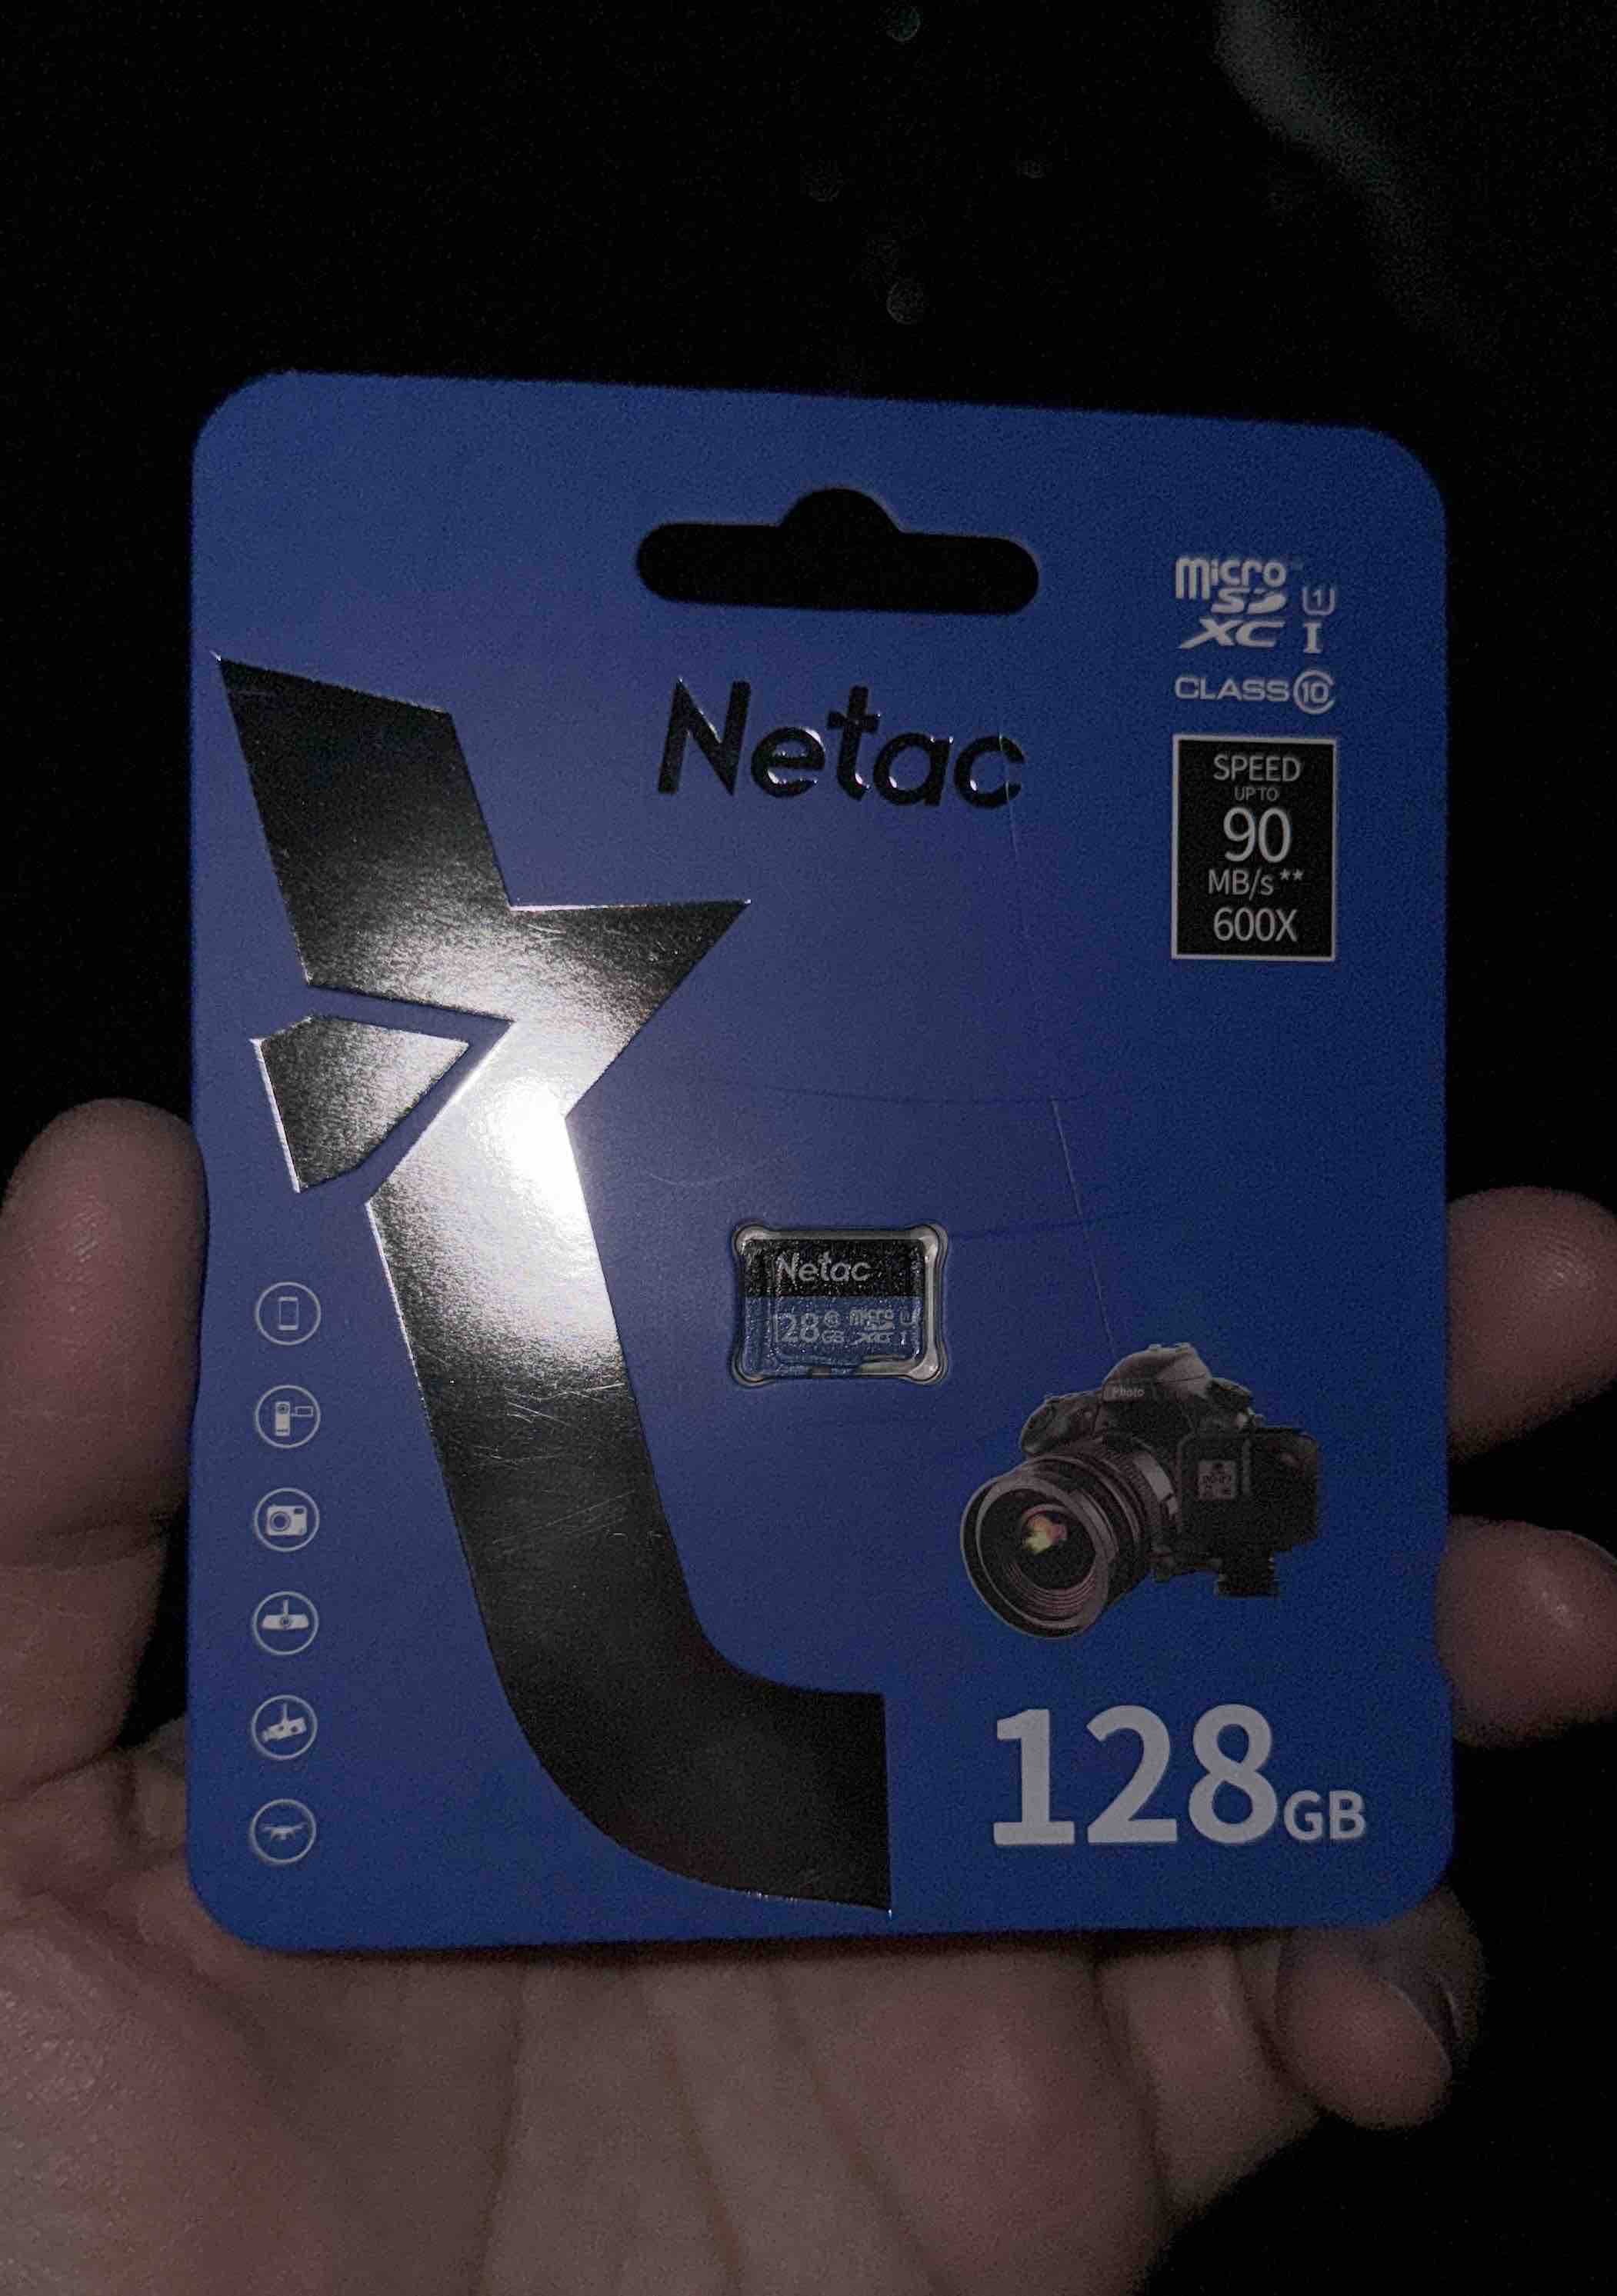 micro
SD U1
XC I
CLASS 10
Netac
SPEED
UP TO
90
MB/s**
600X
Netac
128 GB micro SD XC I
Photo
128GB